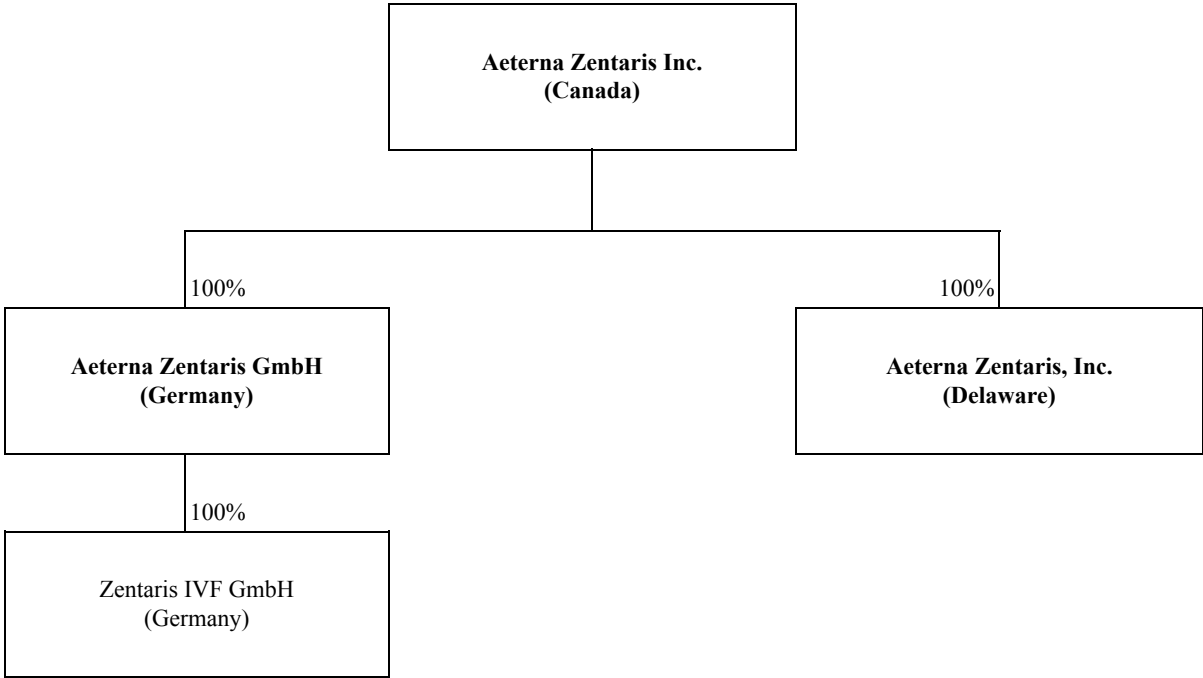 Aeterna Zentaris Inc.
(Canada)
100%
100%
Aeterna Zentaris GmbH
(Germany)
Aeterna Zentaris, Inc.
(Delaware)
100%
Zentaris IVF GmbH
(Germany)